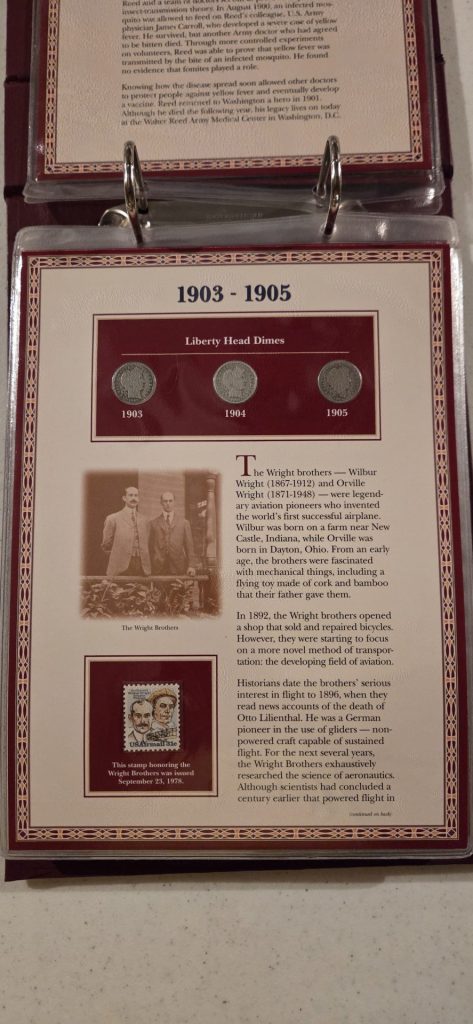 Reed and a team of doctors set out
insect-transmission theory. In August 1900, an infected mos-
quito was allowed to feed on Reed's colleague, U.S. Army
physician James Carroll, who developed a severe case of yellow
fever. He survived, but another Army doctor who had agreed
to be bitten died. Through more controlled experiments
on volunteers, Reed was able to prove that yellow fever was
transmitted by the bite of an infected mosquito. He found
no evidence that fomites played a role.
Knowing how the disease spread soon allowed other doctors
to protect people against yellow fever and eventually develop
a vaccine. Reed returned to Washington a hero in 1901.
Although he died the following year, his legacy lives on today
at the Walter Reed Army Medical Center in Washington, D.C.
1903 - 1905
Liberty Head Dimes
1903 1904 1905
The Wright brothers — Wilbur
Wright (1867-1912) and Orville
Wright (1871-1948) — were legend-
ary aviation pioneers who invented
the world's first successful airplane.
Wilbur was born on a farm near New
Castle, Indiana, while Orville was
born in Dayton, Ohio. From an early
age, the brothers were fascinated
with mechanical things, including a
flying toy made of cork and bamboo
that their father gave them.
The Wright Brothers
In 1892, the Wright brothers opened
a shop that sold and repaired bicycles.
However, they were starting to focus
on a more novel method of transpor-
tation: the developing field of aviation.
Historians date the brothers' serious
interest in flight to 1896, when they
read news accounts of the death of
Otto Lilienthal. He was a German
pioneer in the use of gliders — non-
powered craft capable of sustained
flight. For the next several years,
the Wright Brothers exhaustively
researched the science of aeronautics.
Although scientists had concluded a
century earlier that powered flight in
USAirmail 31c
This stamp honoring the
Wright Brothers was issued
September 23, 1978.
(continued on back)